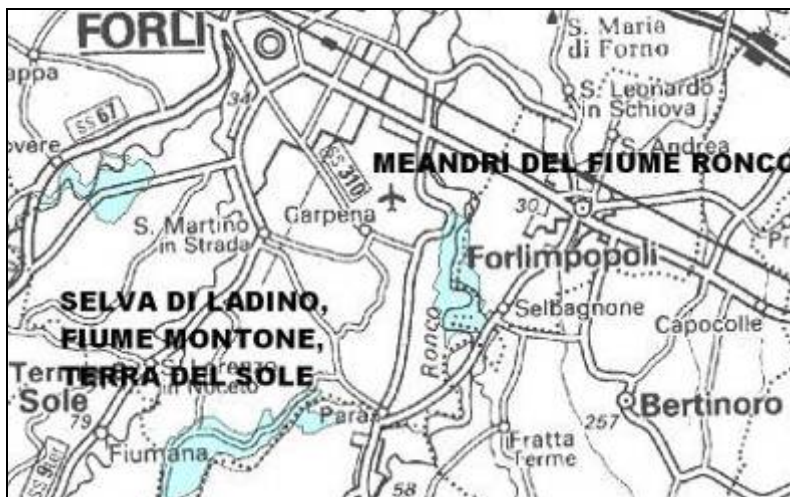 FORLI
S. Maria
di Forno
S. Leonardo
in Schiova
34
SS 67
S. Andrea
SS 310
MEANDRI DEL FIUME RONCO
30
S. Martino
in Strada
Carpena
Forlimpopoli
SELVA DI LADINO,
FIUME MONTONE,
TERRA DEL SOLE
Selbagnone
Capocolle
Ronco
Sole
79
Para
257
Bertinoro
Fiumana
Fratta
Terme
58